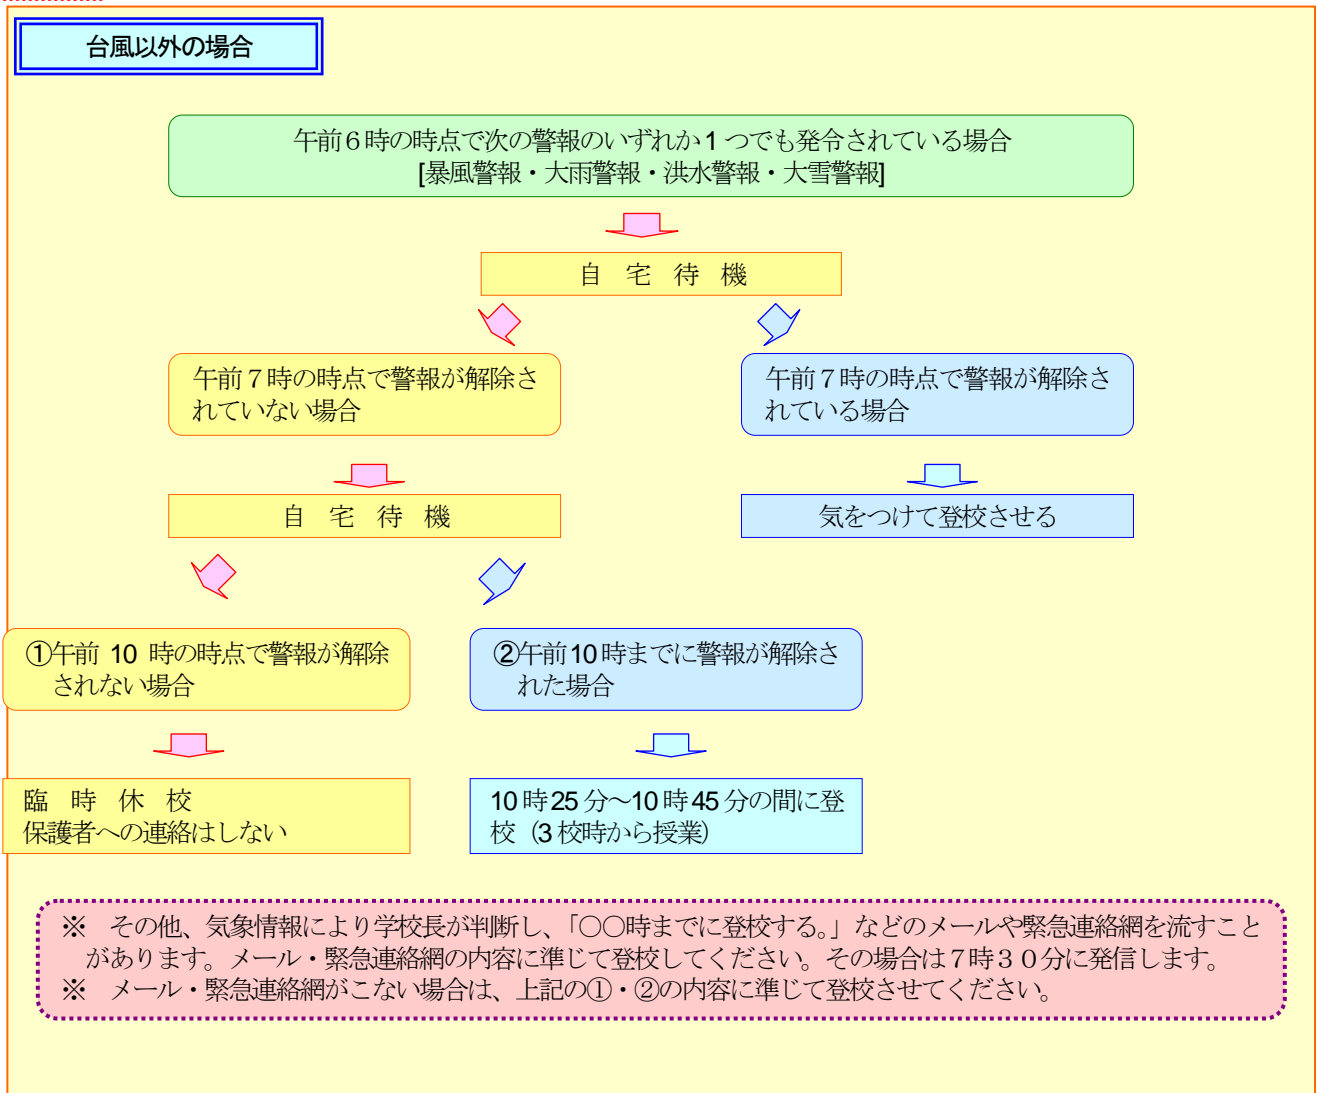 台風以外の場合
午前6時の時点で次の警報のいずれか1つでも発令されている場合
[暴風警報・大雨警報・洪水警報・大雪警報]
自 宅 待 機
午前7時の時点で警報が解除さ
れていない場合
午前7時の時点で警報が解除さ
れている場合
自 宅 待 機
気をつけて登校させる
①午前 10 時の時点で警報が解除
されない場合
②午前10時までに警報が解除さ
れた場合
臨 時 休 校
保護者への連絡はしない
10時25分～10時45分の間に登
校（3校時から授業）
※　その他、気象情報により学校長が判断し、「〇〇時までに登校する。」などのメールや緊急連絡網を流すこと
があります。メール・緊急連絡網の内容に準じて登校してください。その場合は7時３０分に発信します。
※　メール・緊急連絡網がこない場合は、上記の①・②の内容に準じて登校させてください。